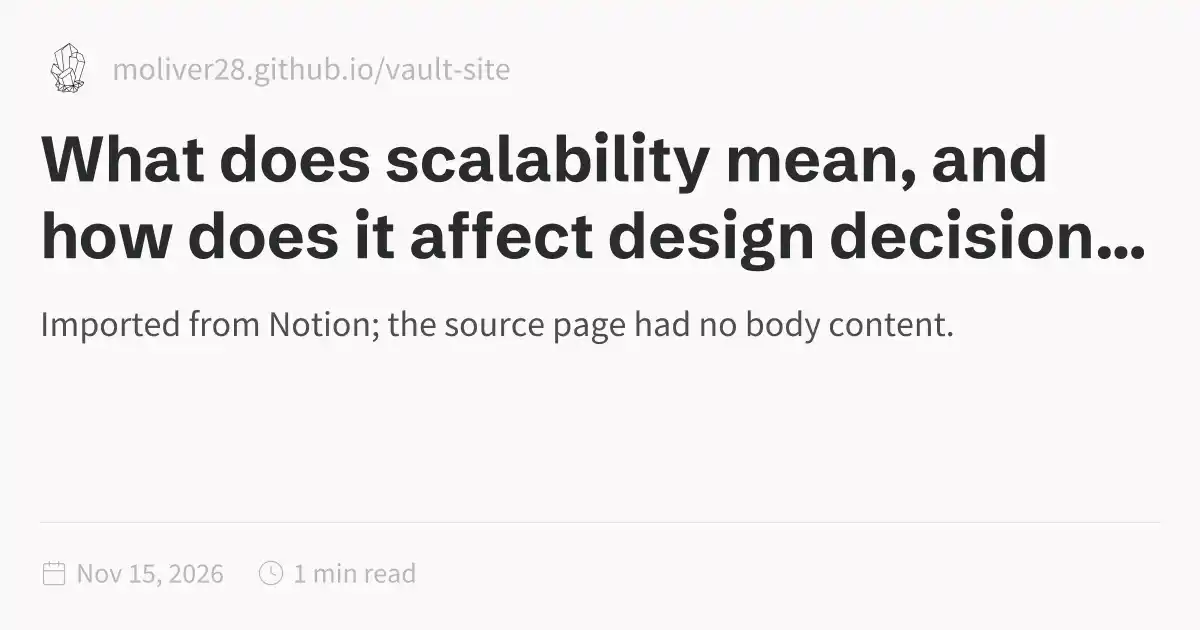 moliver28.github.io/vault-site
What does scalability mean, and
how does it affect design decision...
Imported from Notion; the source page had no body content.
Nov 15, 2026 1 min read